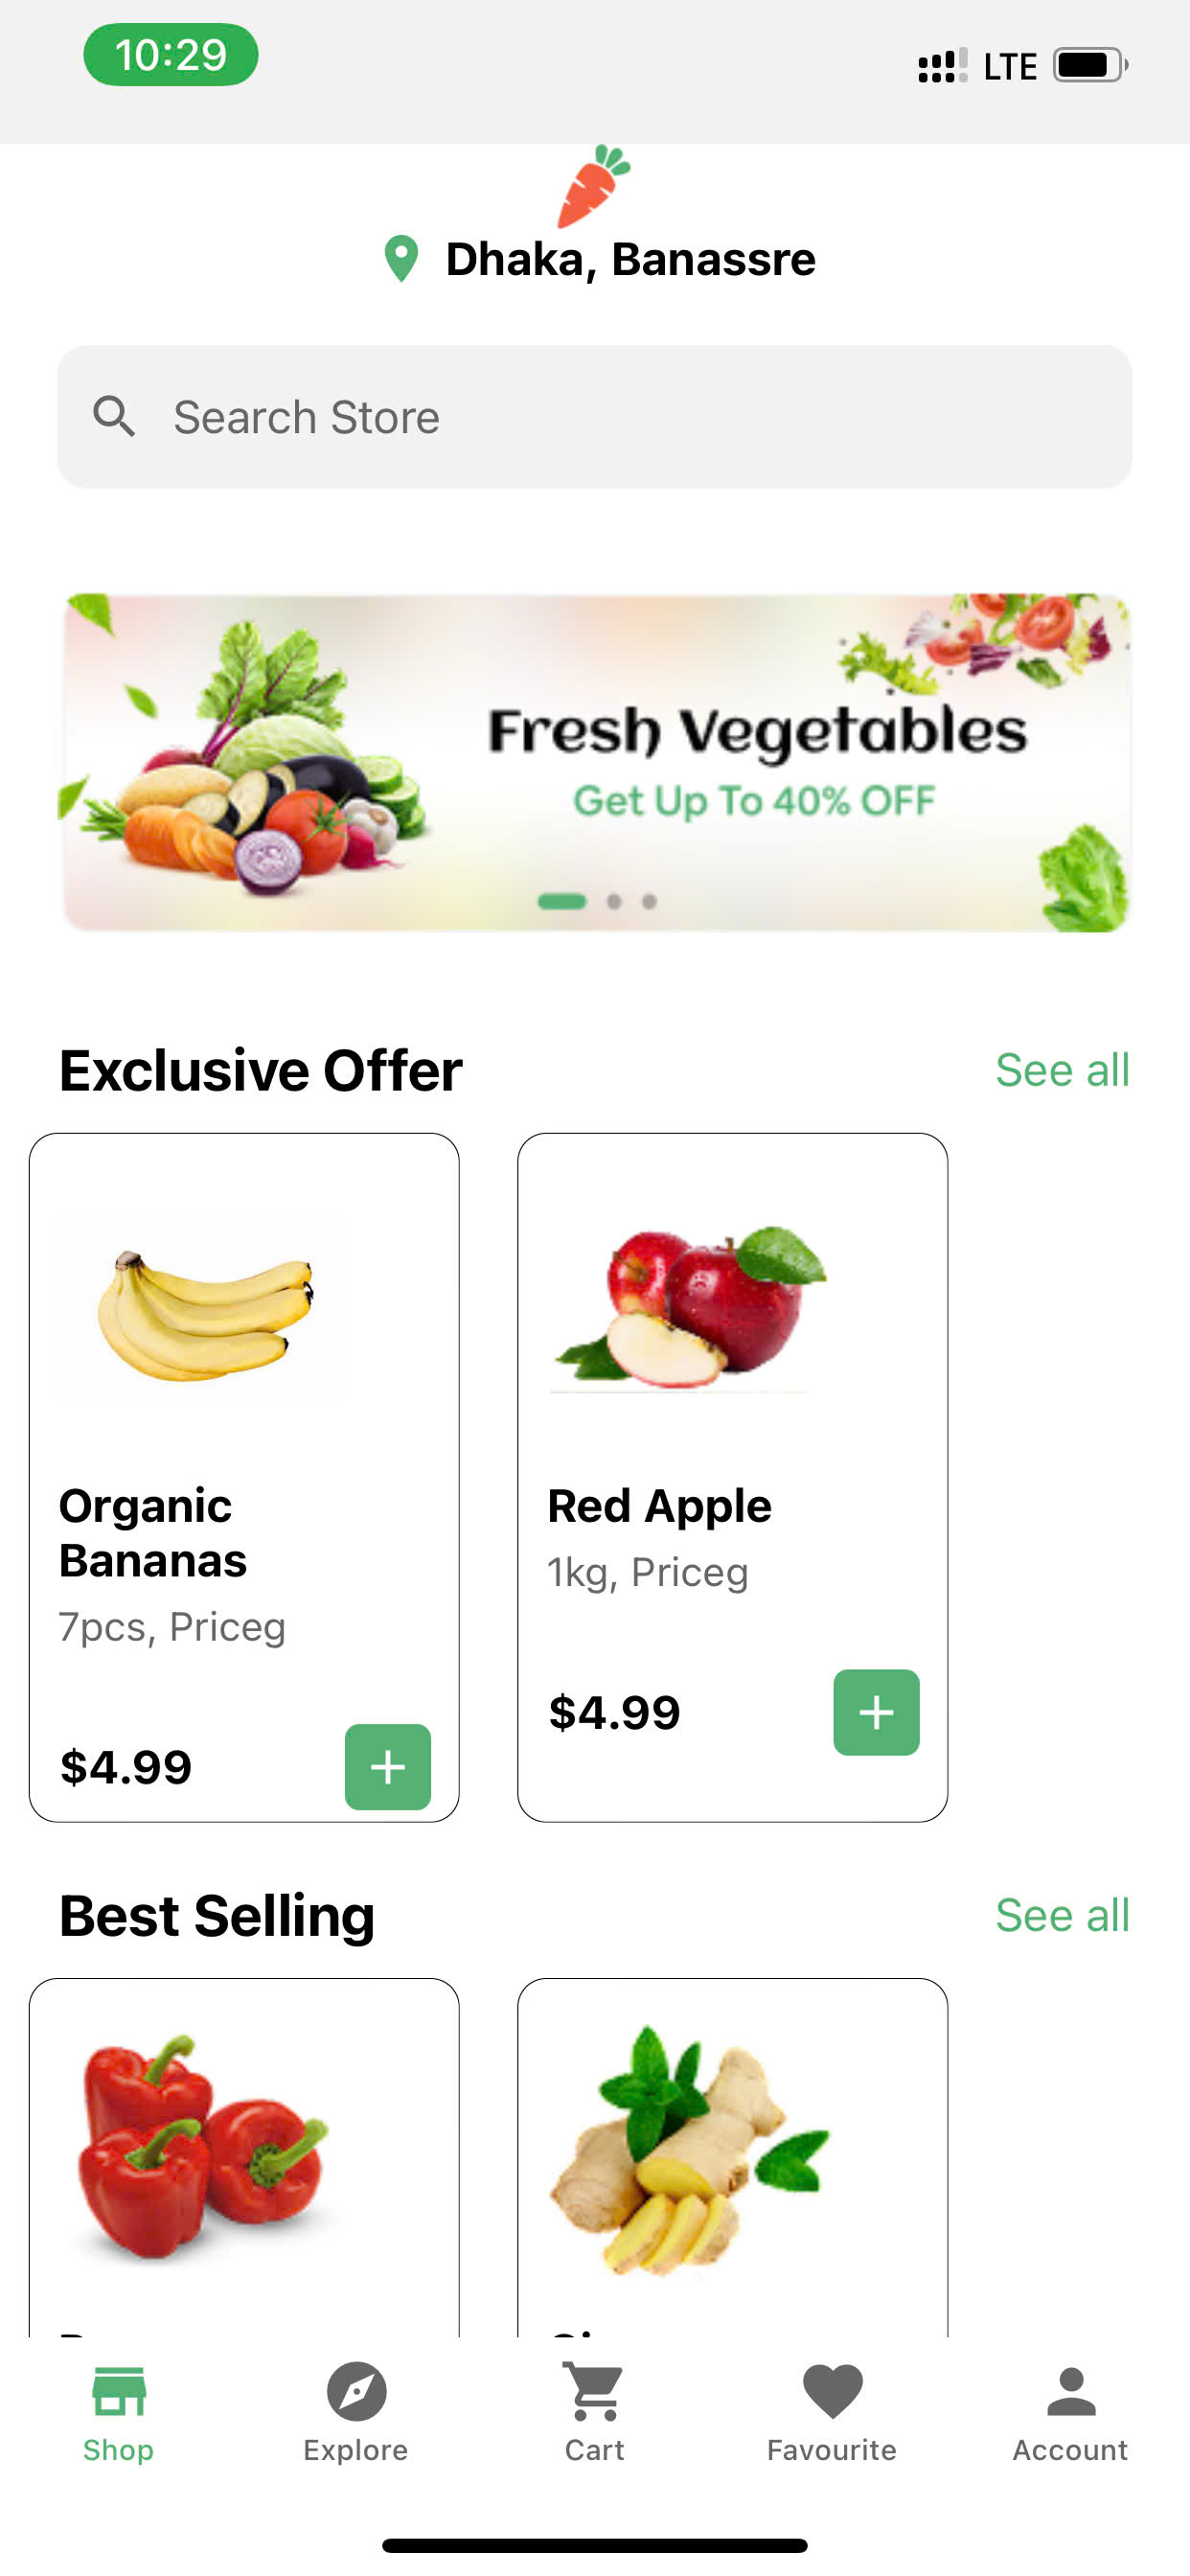 10:29
LTE
Dhaka, Banassre
Search Store
Fresh Vegetables
Get Up To 40% OFF
Exclusive Offer
See all
Organic
Bananas
7pcs, Priceg
$4.99
Red Apple
1kg, Priceg
$4.99
Best Selling
See all
Shop
Explore
Cart
Favourite
Account